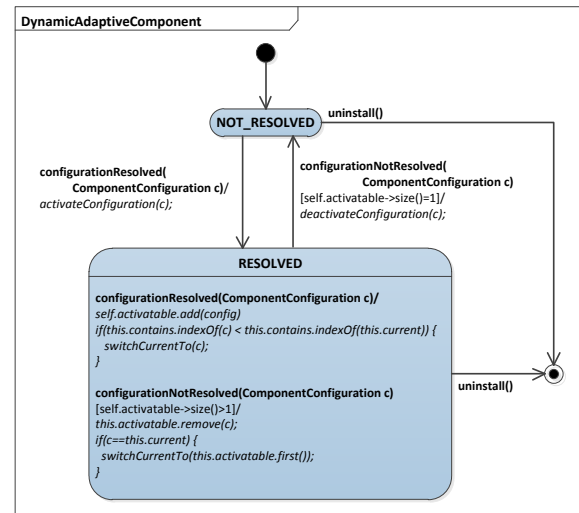 DynamicAdaptiveComponent
NOT_RESOLVED
uninstall()
configurationResolved(
ComponentConfiguration c)/
activateConfiguration(c);
configurationNotResolved(
ComponentConfiguration c)
[self.activatable->size()=1]/
deactivateConfiguration(c);
RESOLVED
configurationResolved(ComponentConfiguration c)/
self.activatable.add(config)
if(this.contains.indexOf(c) < this.contains.indexOf(this.current)) {
switchCurrentTo(c);
}
configurationNotResolved(ComponentConfiguration c)
[self.activatable->size()>1]/
this.activatable.remove(c);
if(c==this.current) {
switchCurrentTo(this.activatable.first());
}
uninstall()